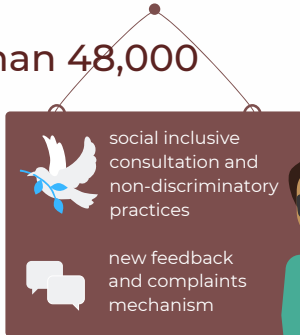 han 48,000
social inclusive
consultation and
non-discriminatory
practices
new feedback
and complaints
mechanism